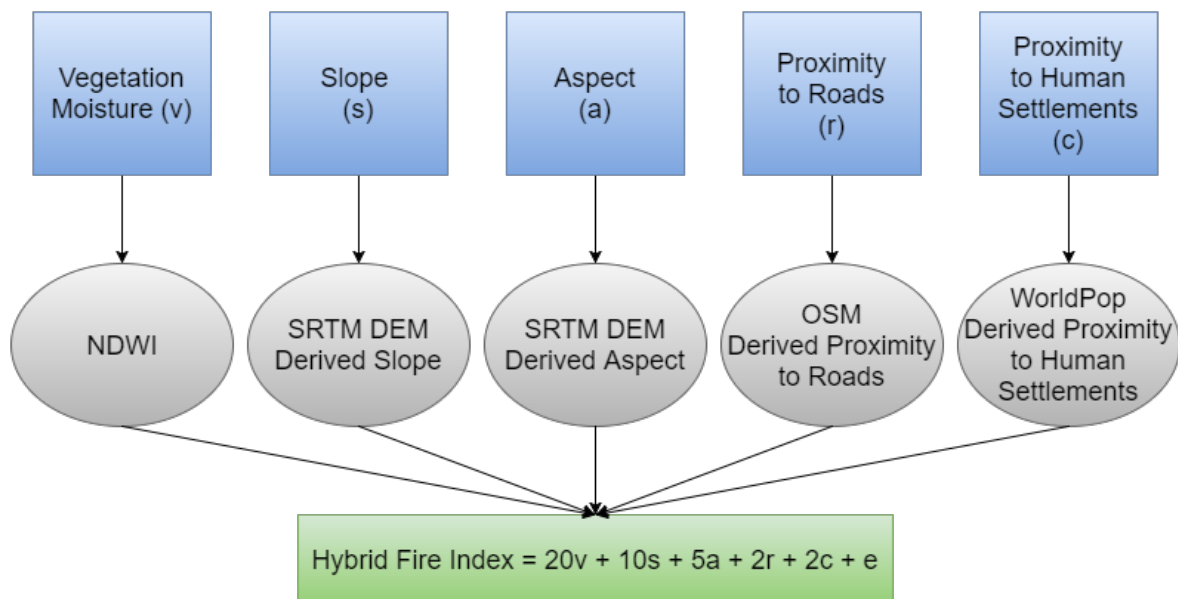 Vegetation
Moisture (v)
Slope
(s)
Aspect
(a)
Proximity
to Roads
(r)
Proximity
to Human
Settlements
(c)
NDWI
SRTM DEM
Derived Slope
SRTM DEM
Derived Aspect
OSM
Derived Proximity
to Roads
WorldPop
Derived Proximity
to Human
Settlements
Hybrid Fire Index = 20v + 10s + 5a + 2r + 2c + e